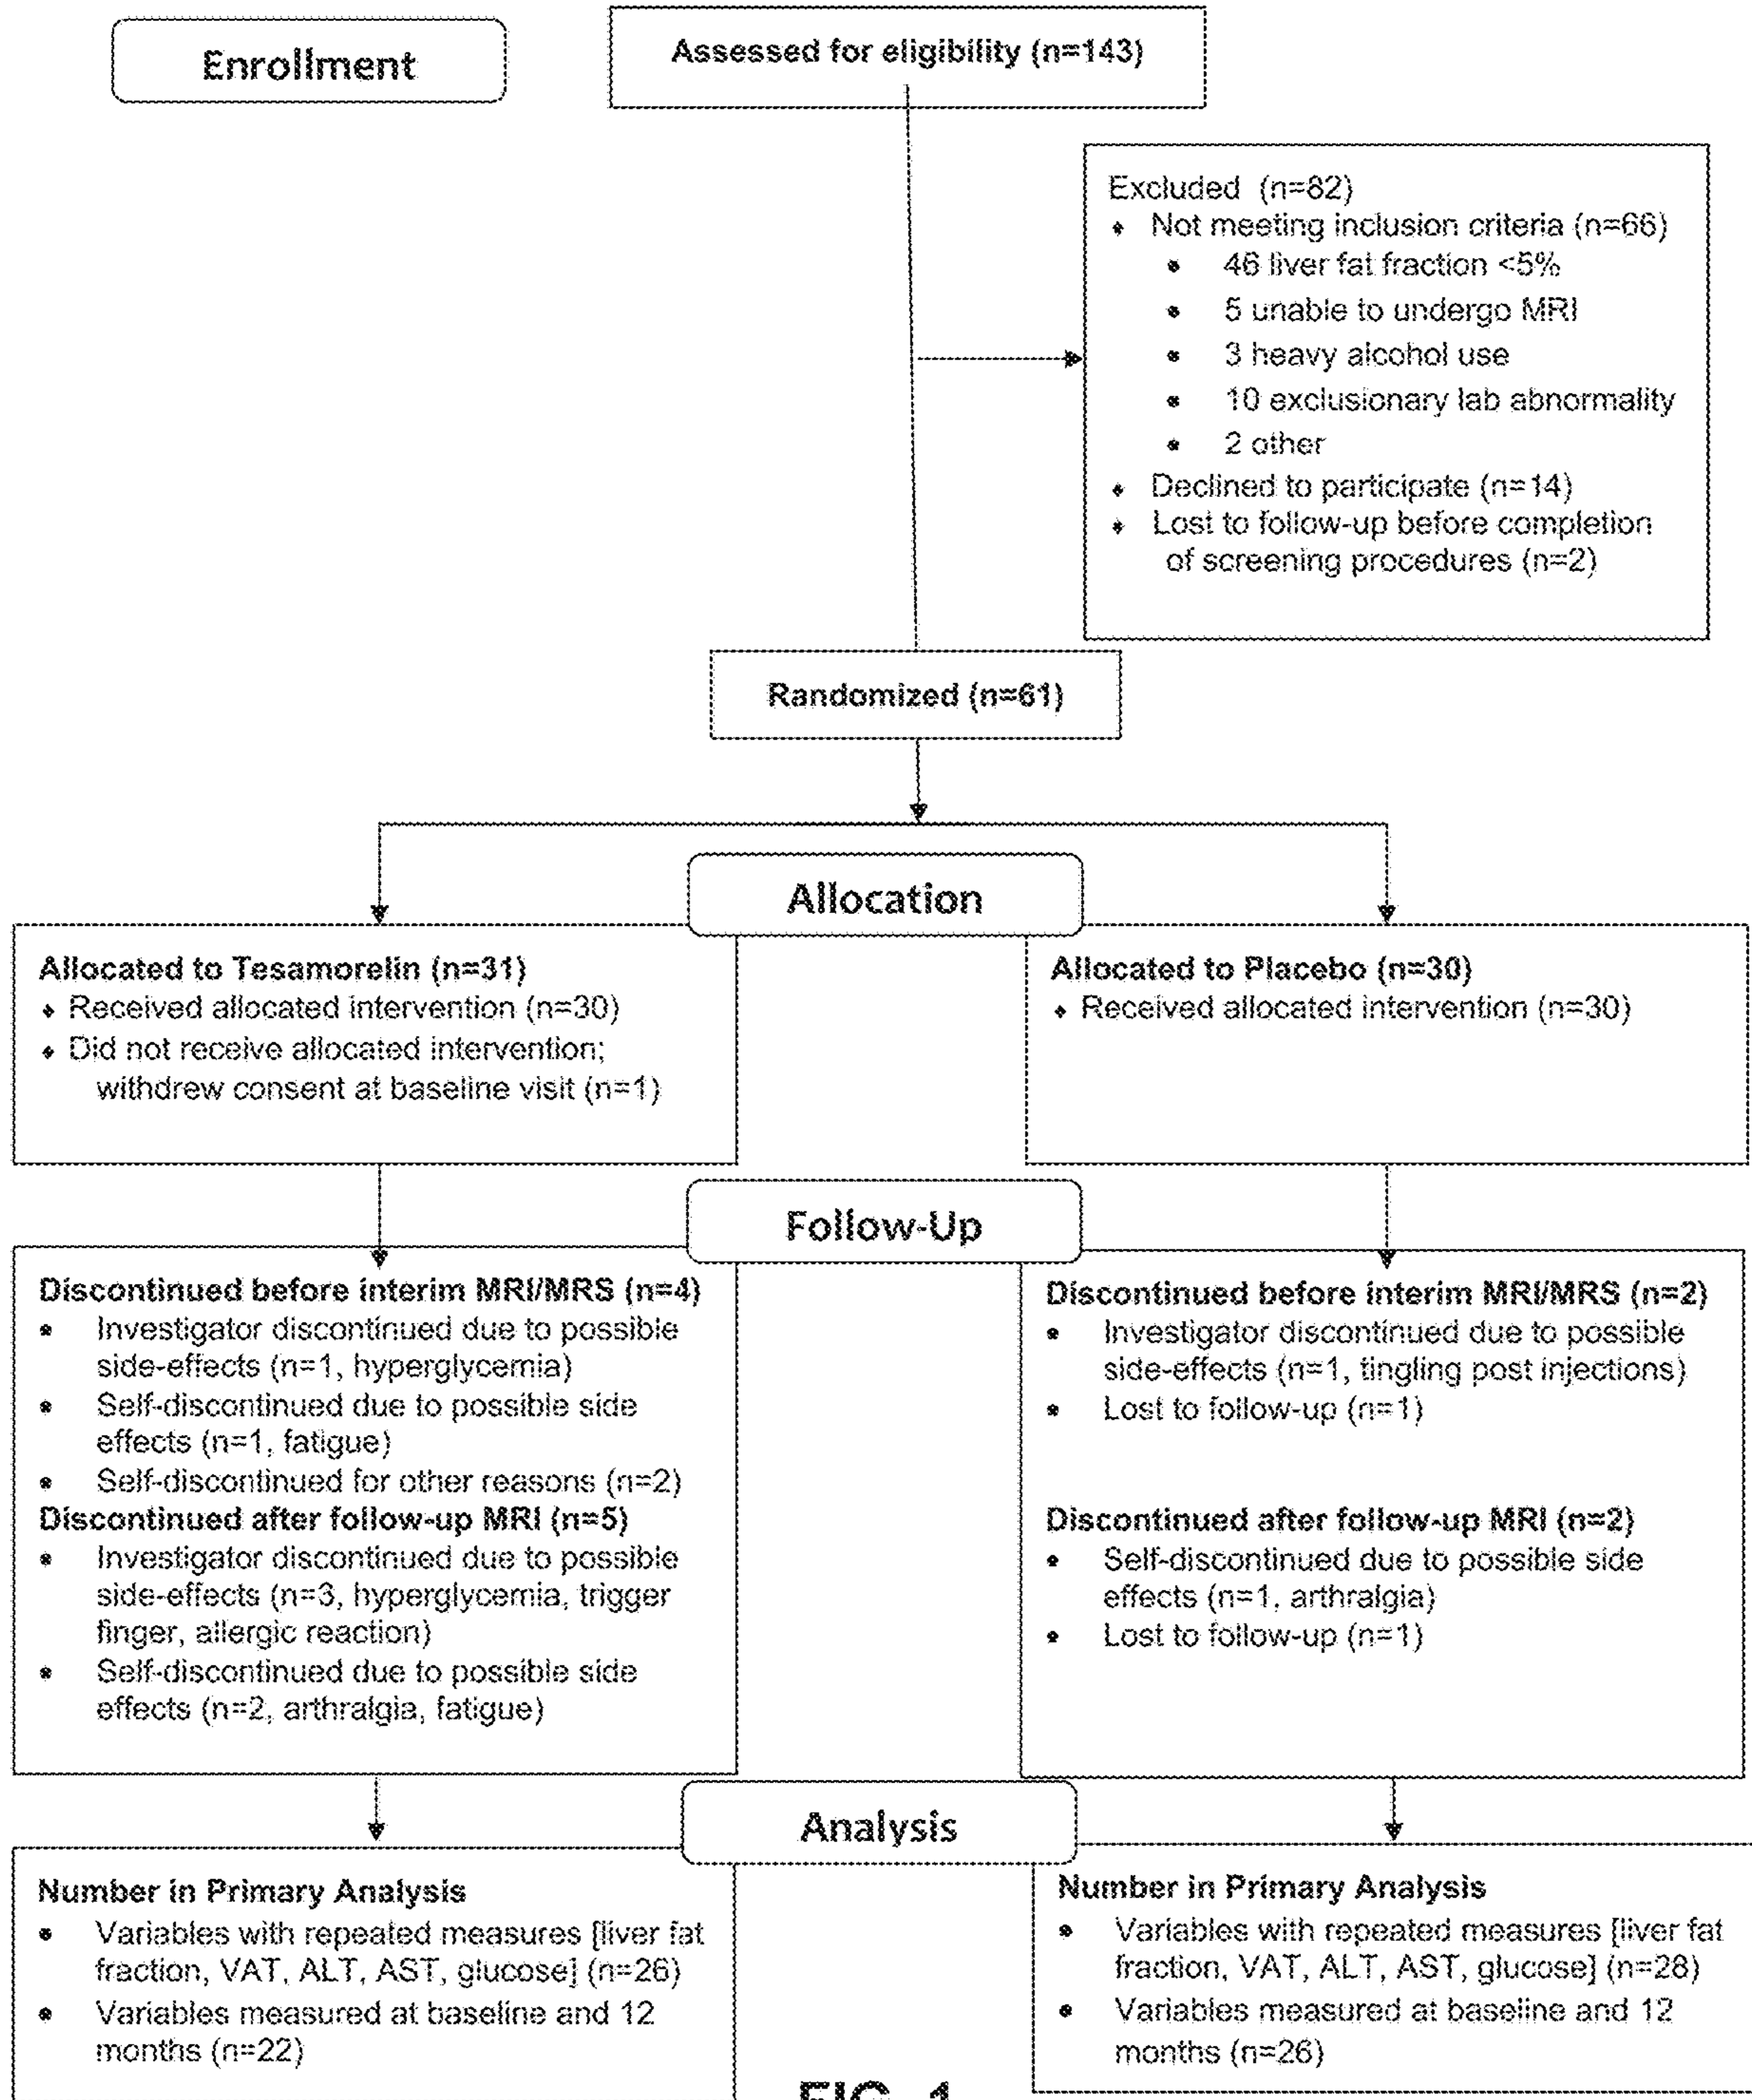 Enrollment
Assessed for eligibility (n=143)
Excluded (n=82)
Not meeting inclusion criteria (n=66)
46 liver fat fraction <5%
5 unable to undergo MRI
3 heavy alcohol use
10 exclusionary lab abnormality
2 other
Declined to participate (n=14)
Lost to follow-up before completion
of screening procedures (n=2)
Randomized (n=61)
Allocation
Allocated to Tesamorelin (n=31)
Received allocated intervention (n=30)
Did not receive allocated intervention;
withdrew consent at baseline visit (n=1)
Allocated to Placebo (n=30)
Received allocated intervention (n=30)
Follow-Up
Discontinued before interim MRI/MRS (n=4)
Investigator discontinued due to possible
side-effects (n=1, hyperglycemia)
Self-discontinued due to possible side
effects (n=1, fatigue)
Self-discontinued for other reasons (n=2)
Discontinued after follow-up MRI (n=5)
Investigator discontinued due to possible
side-effects (n=3, hyperglycemia, trigger
finger, allergic reaction)
Self-discontinued due to possible side
effects (n=2, arthralgia, fatigue)
Discontinued before interim MRI/MRS (n=2)
Investigator discontinued due to possible
side-effects (n=1, tingling post injections)
Lost to follow-up (n=1)
Discontinued after follow-up MRI (n=2)
Self-discontinued due to possible side
effects (n=1, arthralgia)
Lost to follow-up (n=1)
Analysis
Number in Primary Analysis
Variables with repeated measures [liver fat
fraction, VAT, ALT, AST, glucose] (n=26)
Variables measured at baseline and 12
months (n=22)
Number in Primary Analysis
Variables with repeated measures [liver fat
fraction, VAT, ALT, AST, glucose] (n=28)
Variables measured at baseline and 12
months (n=26)
FIG. 1